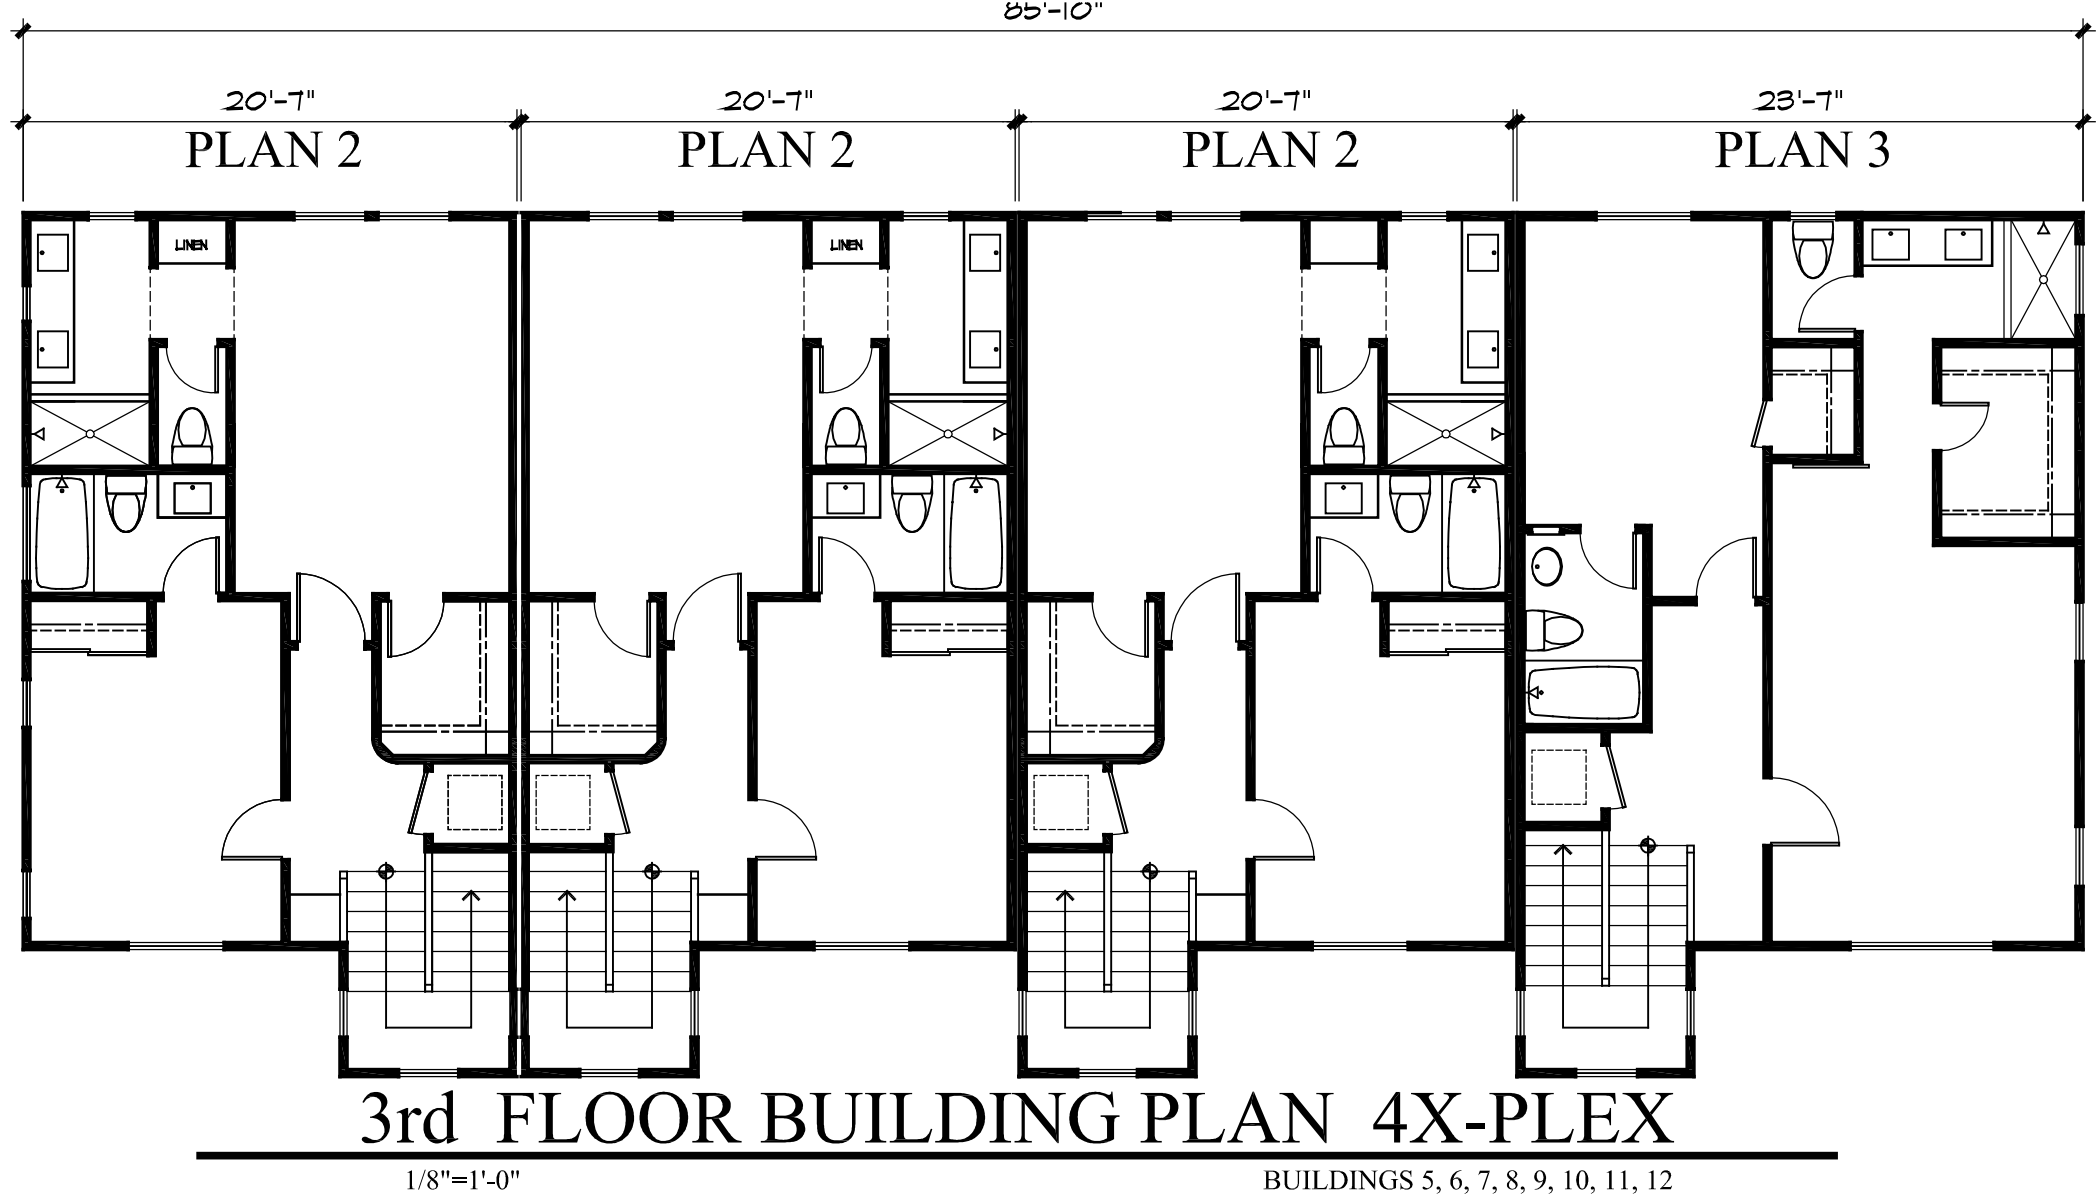 85'-10"
20'-7" 20'-7" 20'-7" 23'-7"
PLAN 2 PLAN 2 PLAN 2 PLAN 3
LINEN LINEN
3rd FLOOR BUILDING PLAN 4X-PLEX
1/8"=1'-0" BUILDINGS 5, 6, 7, 8, 9, 10, 11, 12